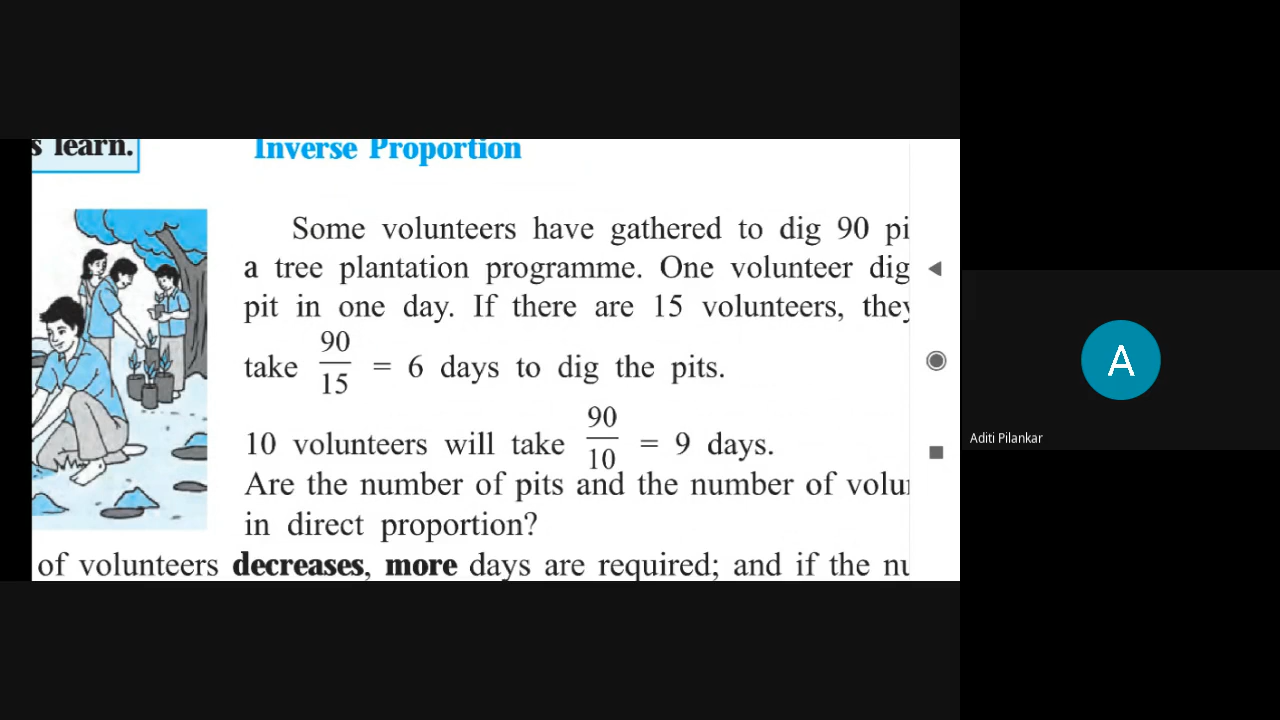 s learn.
Inverse Proportion
Some volunteers have gathered to dig 90
a tree plantation programme. One volunteer
pit in one day. If there are 15 volunteers,
take 90/15 = 6 days to dig the pits.
10 volunteers will take 90/10 = 9 days.
Are the number of pits and the number of
in direct proportion?
of volunteers decreases, more days are required; and if the
A
Aditi Pilankar